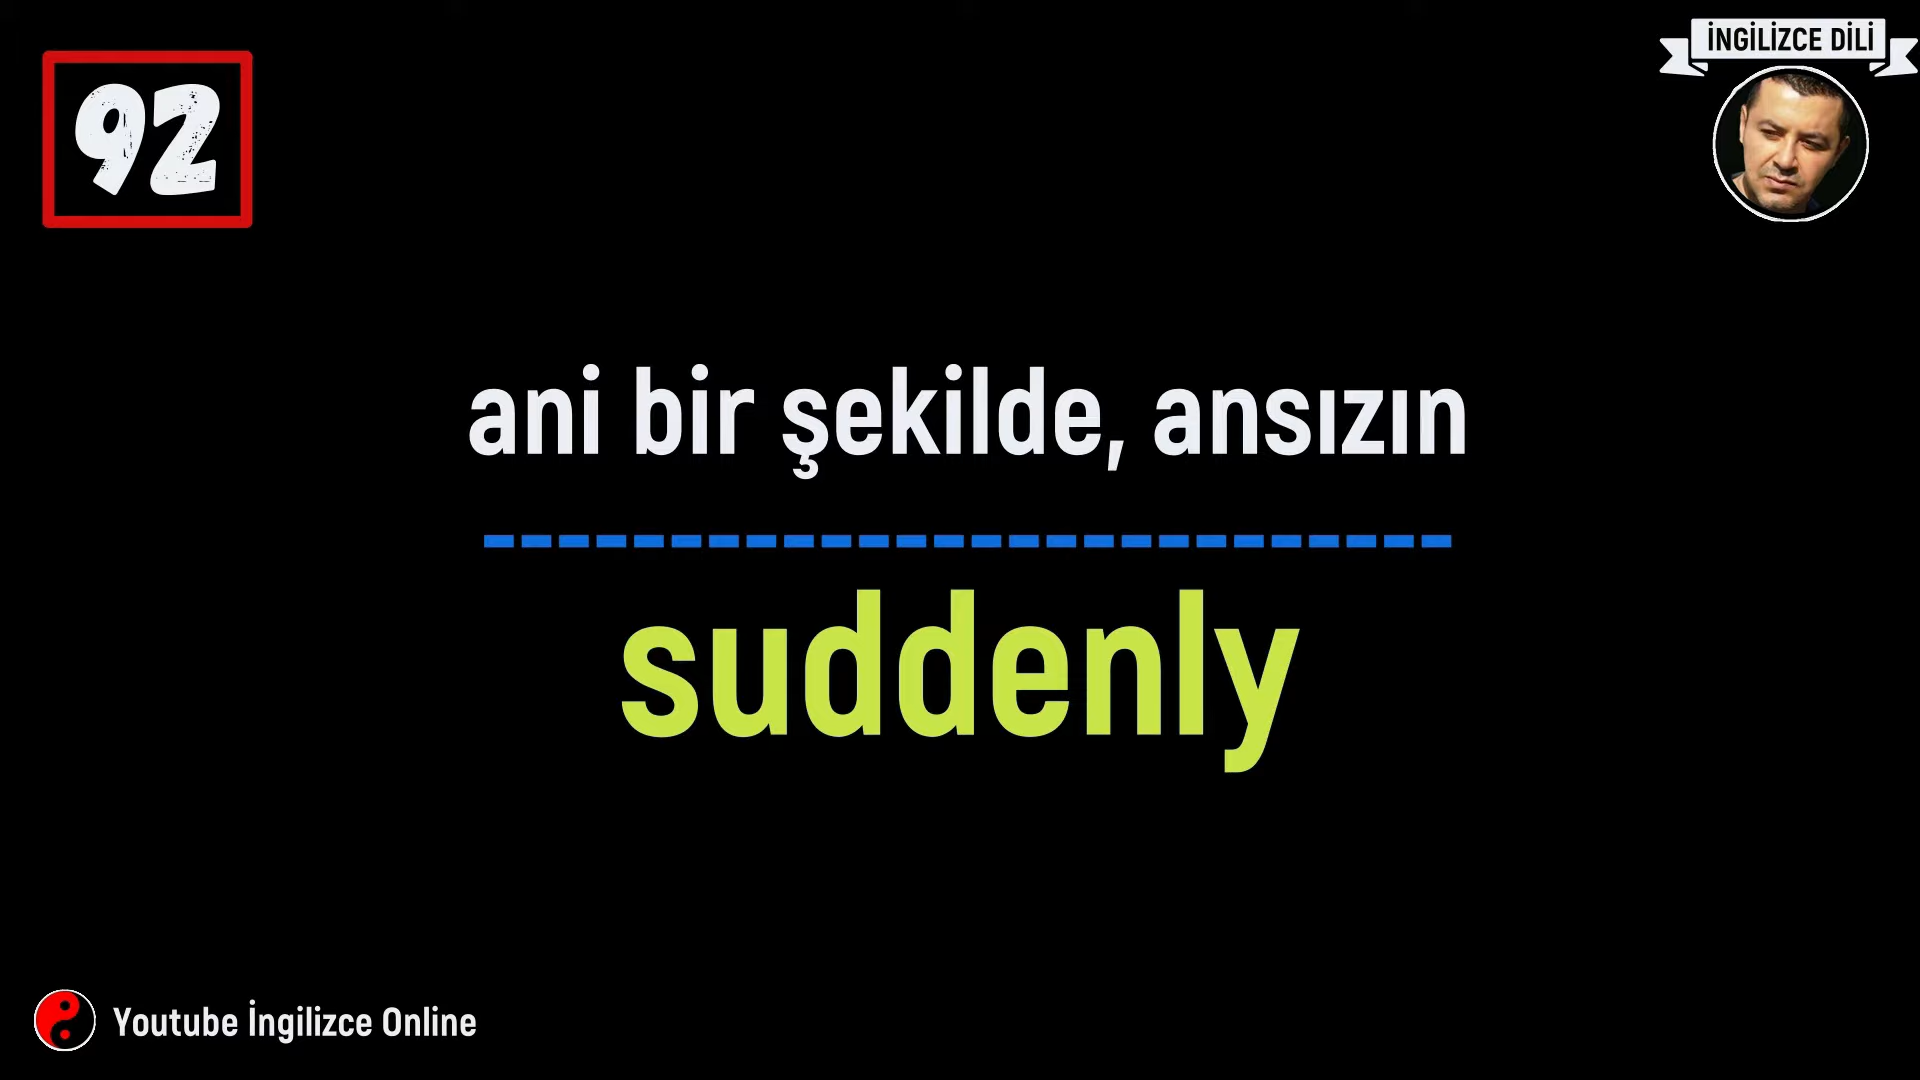 92
İNGİLİZCE DİLİ
ani bir şekilde, ansızın
suddenly
Youtube İngilizce Online